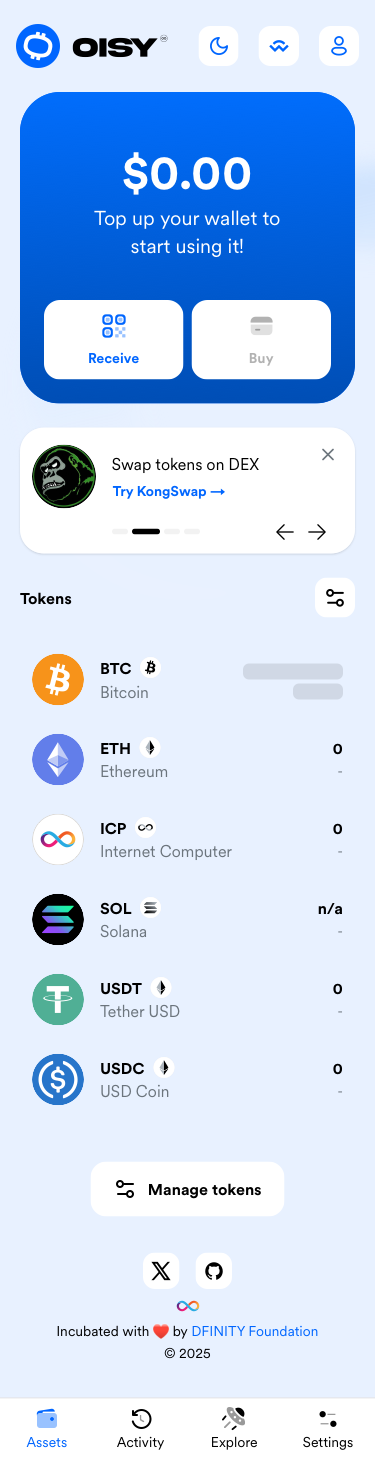 OISY
$0.00
Top up your wallet to
start using it!
Receive
Buy
Swap tokens on DEX
Try KongSwap →
Tokens
BTC
Bitcoin
ETH
0
Ethereum
-
ICP
0
Internet Computer
-
SOL
n/a
Solana
-
USDT
0
Tether USD
-
USDC
0
USD Coin
-
Manage tokens
Incubated with ❤️ by DFINITY Foundation
© 2025
Assets
Activity
Explore
Settings